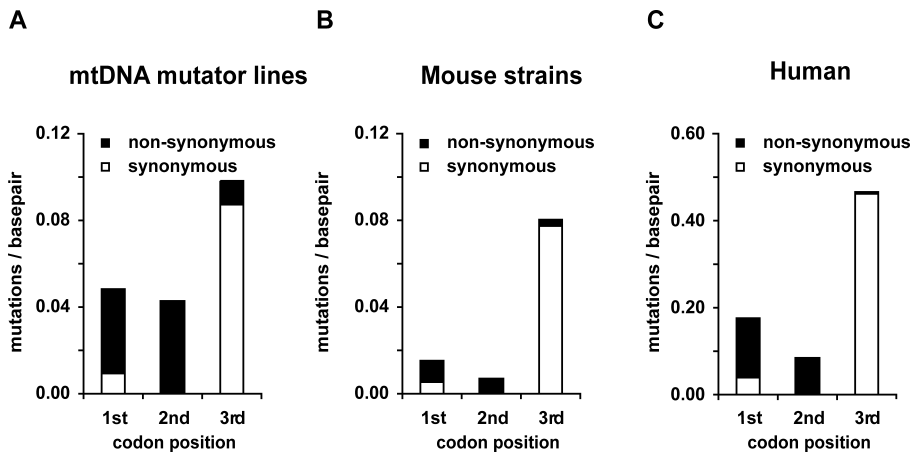 A
B
C
mtDNA mutator lines
Mouse strains
Human
mutations / basepair
0.12
0.08
0.04
0.00
non-synonymous
synonymous
1st 2nd 3rd
codon position
mutations / basepair
0.12
0.08
0.04
0.00
non-synonymous
synonymous
1st 2nd 3rd
codon position
mutations / basepair
0.60
0.40
0.20
0.00
non-synonymous
synonymous
1st 2nd 3rd
codon position